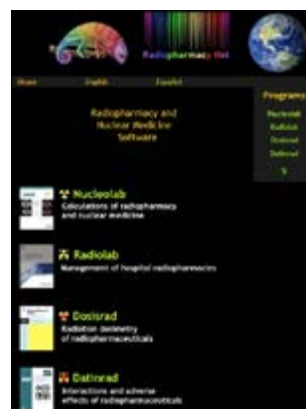 Radiopharmacy Net
Home English Español
Programs
Nucleolab
Radiolab
Dosisrad
Datinrad
Radiopharmacy and
Nuclear Medicine
Software
Nucleolab
Calculations of radiopharmacy
and nuclear medicine
Radiolab
Management of hospital radiopharmacies
Dosisrad
Radiation dosimetry
of radiopharmaceuticals
Datinrad
Interactions and adverse
effects of radiopharmaceuticals